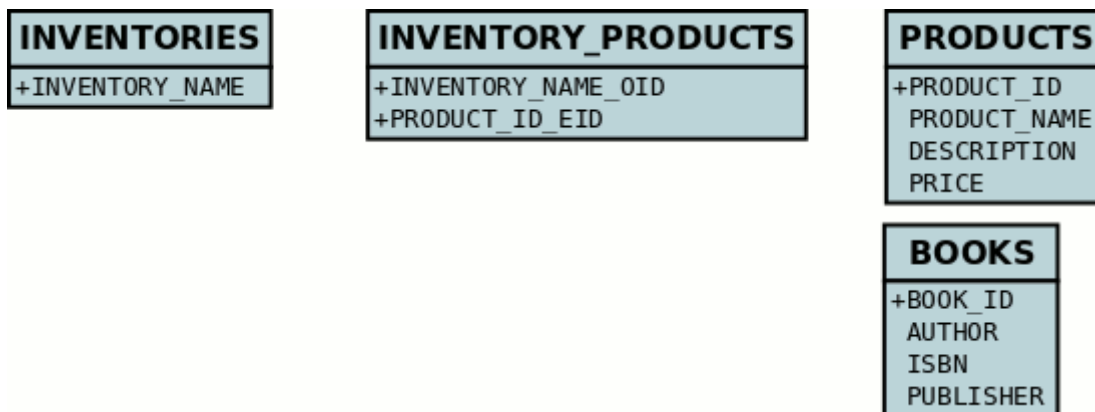 INVENTORIES
+INVENTORY_NAME
INVENTORY_PRODUCTS
+INVENTORY_NAME_OID
+PRODUCT_ID_EID
PRODUCTS
+PRODUCT_ID
PRODUCT_NAME
DESCRIPTION
PRICE
BOOKS
+BOOK_ID
AUTHOR
ISBN
PUBLISHER